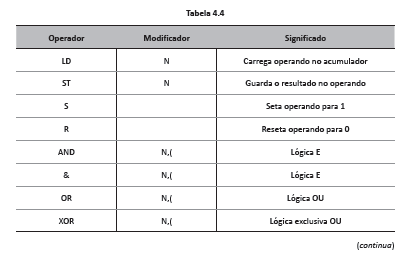 Tabela 4.4
Operador Modificador Significado
LD N Carrega operando no acumulador
ST N Guarda o resultado no operando
S Seta operando para 1
R Reseta operando para 0
AND N,( Lógica E
& N,( Lógica E
OR N,( Lógica OU
XOR N,( Lógica exclusiva OU
(continua)